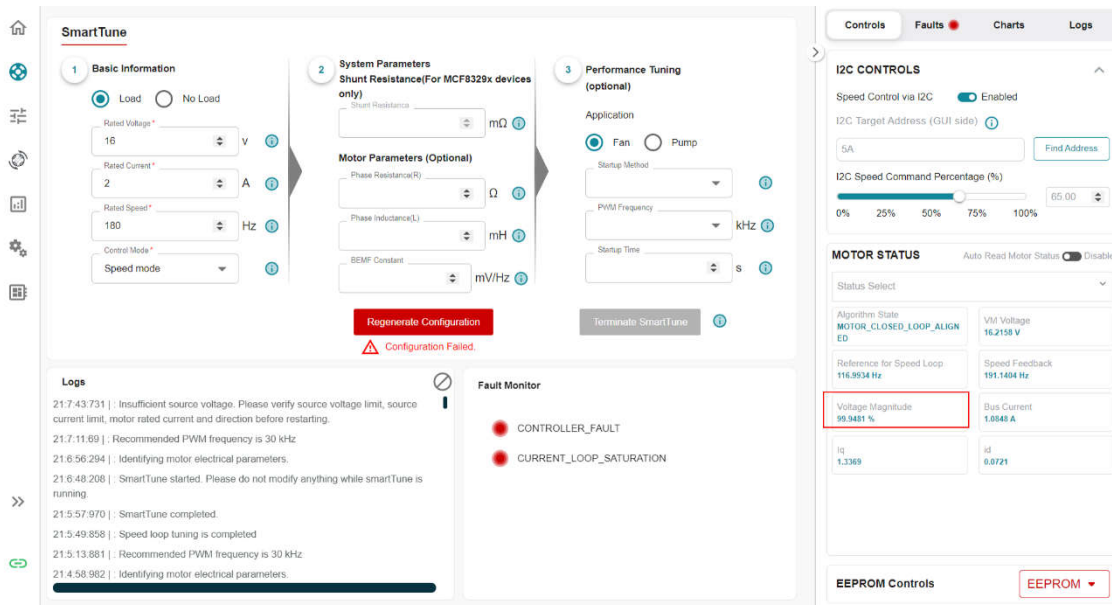 SmartTune
1
Basic Information
Load
No Load
Rated Voltage *
16
V
Rated Current *
2
A
Rated Speed *
180
Hz
Control Mode *
Speed mode
2
System Parameters
Shunt Resistance(For MCF8329x devices
only)
Shunt Resistance
mΩ
Motor Parameters (Optional)
Phase Resistance(R)
Ω
Phase Inductance(L)
mH
BEMF Constant
mV/Hz
Regenerate Configuration
Configuration Failed.
3
Performance Tuning
(optional)
Application
Fan
Pump
Startup Method
PWM Frequency
kHz
Startup Time
s
Terminate SmartTune
Logs
21:7:43:731 | : Insufficient source voltage. Please verify source voltage limit, source
current limit, motor rated current and direction before restarting.
21:7:11:69 | : Recommended PWM frequency is 30 kHz
21:6:56:294 | : Identifying motor electrical parameters.
21:6:48:208 | : SmartTune started. Please do not modify anything while smartTune is
running.
21:5:57:970 | : SmartTune completed.
21:5:49:858 | : Speed loop tuning is completed
21:5:13:881 | : Recommended PWM frequency is 30 kHz
21:4:58:982 | : Identifying motor electrical parameters.
Fault Monitor
CONTROLLER_FAULT
CURRENT_LOOP_SATURATION
Controls
Faults
Charts
Logs
I2C CONTROLS
Speed Control via I2C
Enabled
I2C Target Address (GUI side)
5A
Find Address
I2C Speed Command Percentage (%)
65.00
0% 25% 50% 75% 100%
MOTOR STATUS
Auto Read Motor Status
Disable
Status Select
Algorithm State
MOTOR_CLOSED_LOOP_ALIGN
ED
VM Voltage
16.2158 V
Reference for Speed Loop
116.9934 Hz
Speed Feedback
191.1404 Hz
Voltage Magnitude
99.9481 %
Bus Current
1.0848 A
Iq
1.3369
id
0.0721
EEPROM Controls
EEPROM